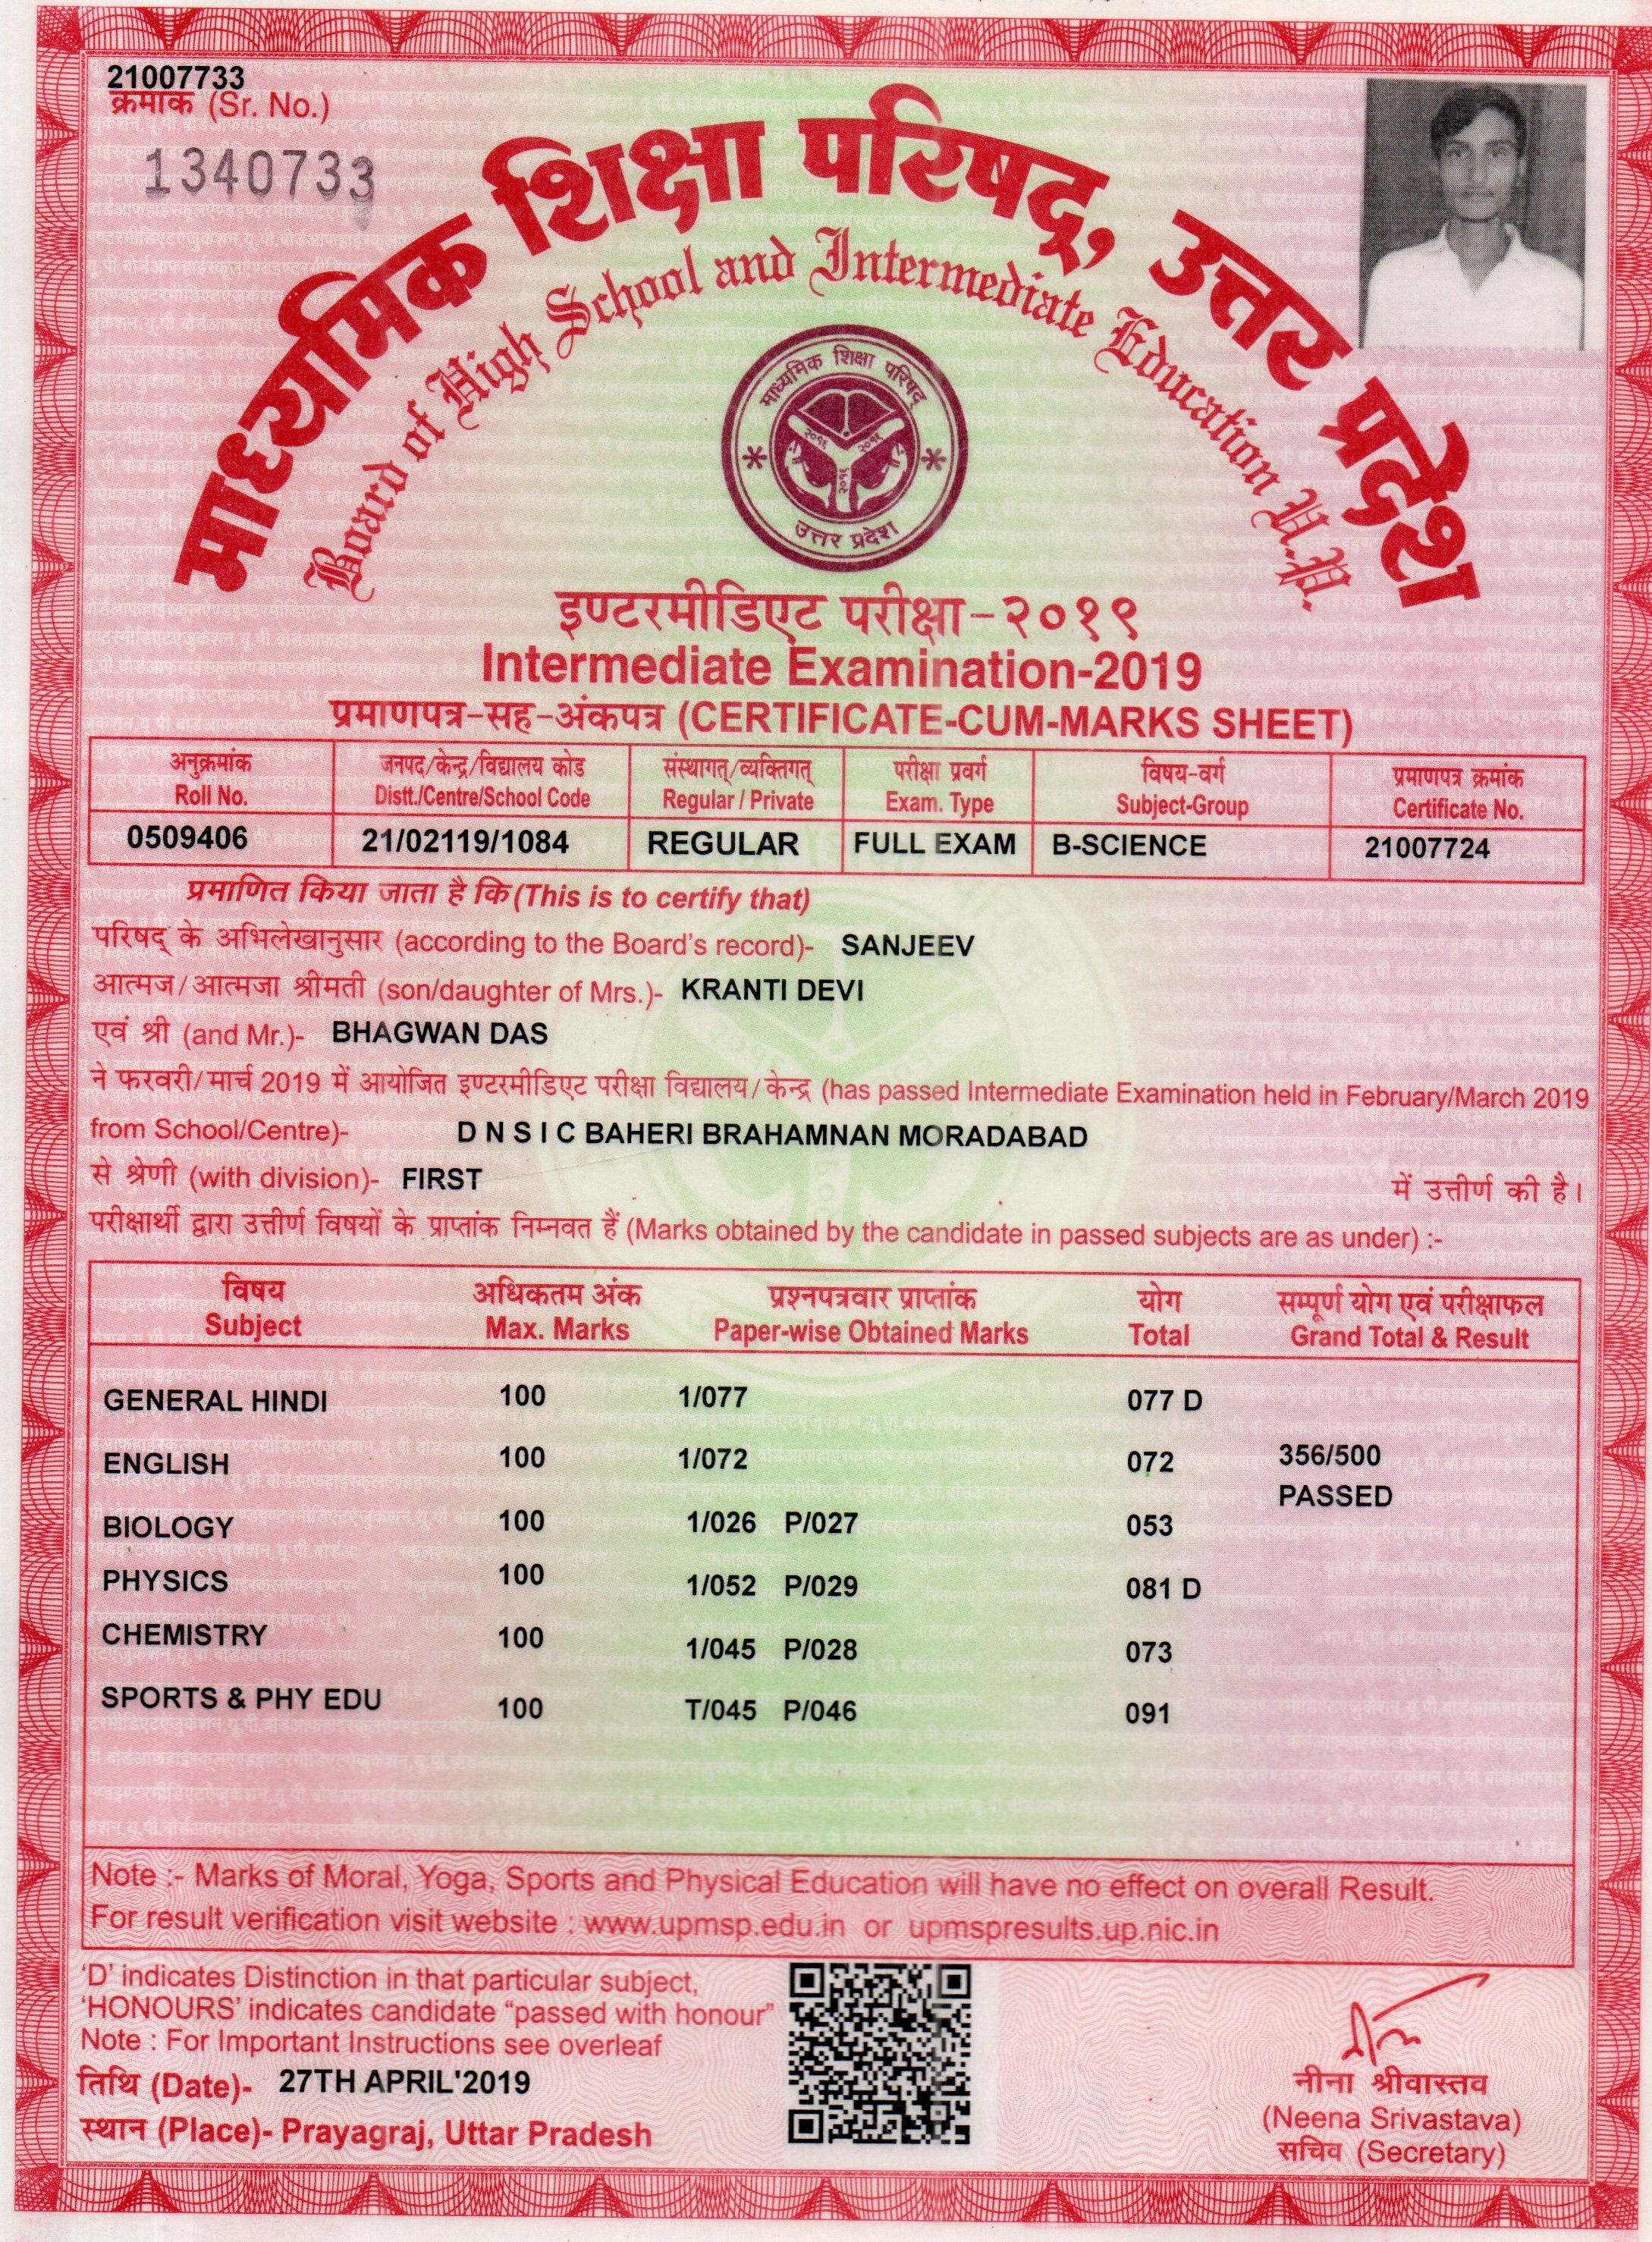 21007733
क्रमांक (Sr. No.)
1340733
माध्यमिक शिक्षा परिषद्, उत्तर प्रदेश
Board of High School and Intermediate Education U.P.
माध्यमिक शिक्षा परिषद्
२०१६ २०१६
२०१६
उत्तर प्रदेश
इण्टरमीडिएट परीक्षा-२०१९
Intermediate Examination-2019
प्रमाणपत्र-सह-अंकपत्र (CERTIFICATE-CUM-MARKS SHEET)
अनुक्रमांक जनपद/केन्द्र/विद्यालय कोड संस्थागत्/व्यक्तिगत् परीक्षा प्रवर्ग विषय-वर्ग प्रमाणपत्र क्रमांक
Roll No. Distt./Centre/School Code Regular / Private Exam. Type Subject-Group Certificate No.
0509406 21/02119/1084 REGULAR FULL EXAM B-SCIENCE 21007724
प्रमाणित किया जाता है कि (This is to certify that)
परिषद् के अभिलेखानुसार (according to the Board's record)- SANJEEV
आत्मज/आत्मजा श्रीमती (son/daughter of Mrs.)- KRANTI DEVI
एवं श्री (and Mr.)- BHAGWAN DAS
ने फरवरी/मार्च 2019 में आयोजित इण्टरमीडिएट परीक्षा विद्यालय/केन्द्र (has passed Intermediate Examination held in February/March 2019
from School/Centre)- D N S I C BAHERI BRAHAMNAN MORADABAD
से श्रेणी (with division)- FIRST में उत्तीर्ण की है।
परीक्षार्थी द्वारा उत्तीर्ण विषयों के प्राप्तांक निम्नवत हैं (Marks obtained by the candidate in passed subjects are as under) :-
विषय अधिकतम अंक प्रश्नपत्रवार प्राप्तांक योग सम्पूर्ण योग एवं परीक्षाफल
Subject Max. Marks Paper-wise Obtained Marks Total Grand Total & Result
GENERAL HINDI 100 1/077 077 D
ENGLISH 100 1/072 072 356/500
PASSED
BIOLOGY 100 1/026 P/027 053
PHYSICS 100 1/052 P/029 081 D
CHEMISTRY 100 1/045 P/028 073
SPORTS & PHY EDU 100 T/045 P/046 091
Note :- Marks of Moral, Yoga, Sports and Physical Education will have no effect on overall Result.
For result verification visit website : www.upmsp.edu.in or upmspresults.up.nic.in
'D' indicates Distinction in that particular subject,
'HONOURS' indicates candidate "passed with honour"
Note : For Important Instructions see overleaf
तिथि (Date)- 27TH APRIL'2019
स्थान (Place)- Prayagraj, Uttar Pradesh
नीना श्रीवास्तव
(Neena Srivastava)
सचिव (Secretary)